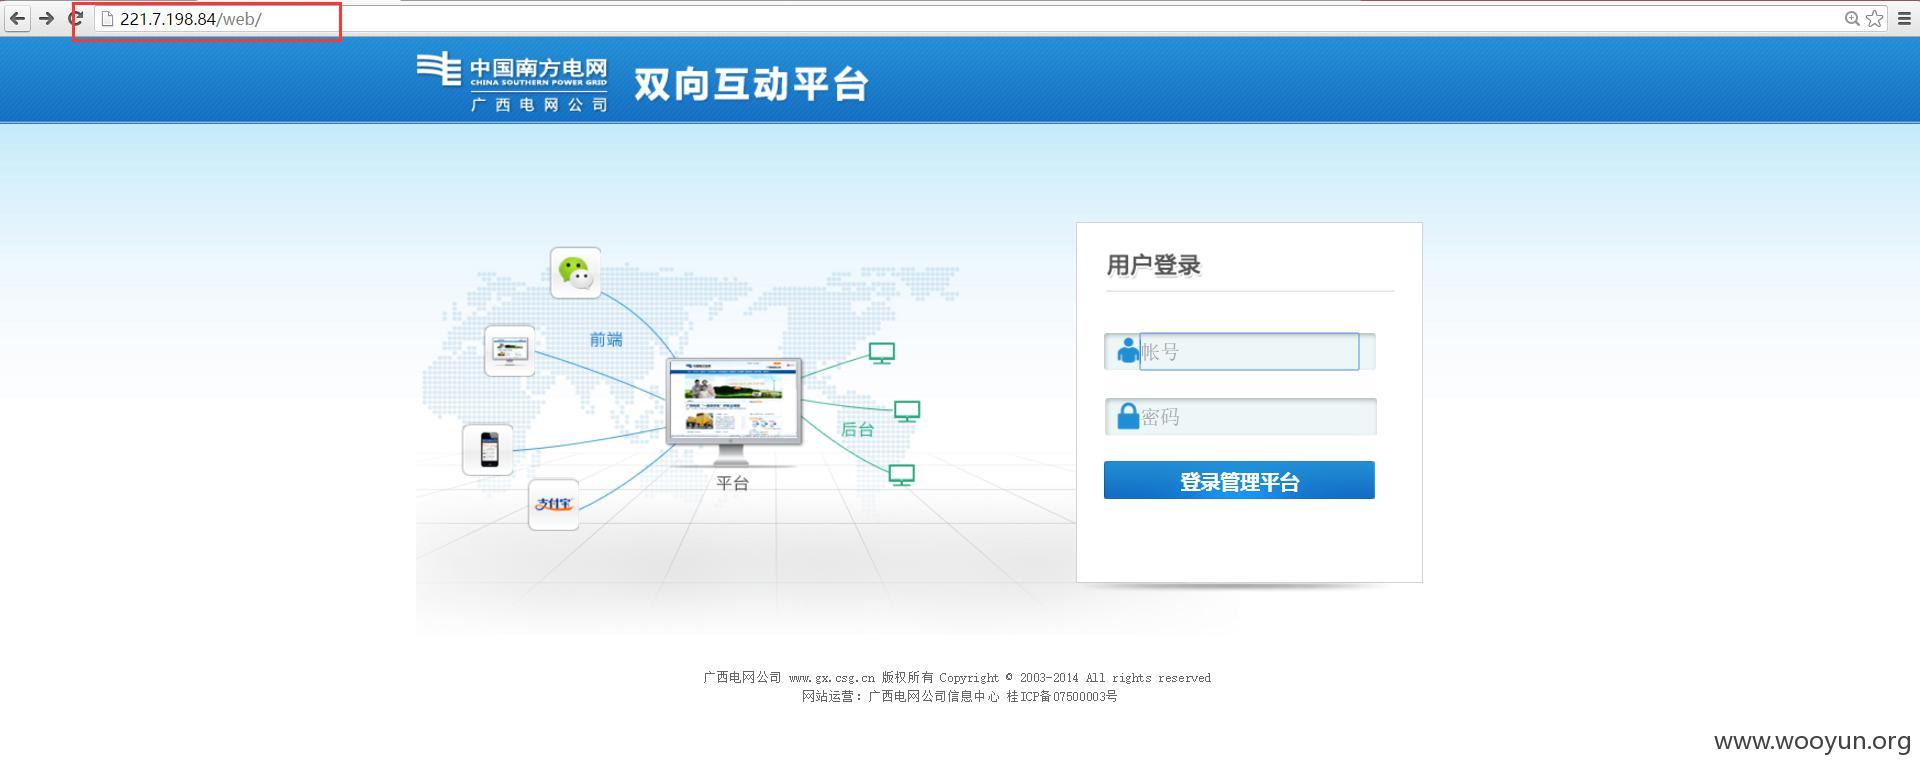 221.7.198.84/web/
中国南方电网
CHINA SOUTHERN POWER GRID
广西电网公司
双向互动平台
用户登录
前端
帐号
后台
密码
平台
登录管理平台
支付宝
广西电网公司 www.gx.csg.cn 版权所有 Copyright © 2003-2014 All rights reserved
网站运营：广西电网公司信息中心 桂ICP备07500003号
www.wooyun.org